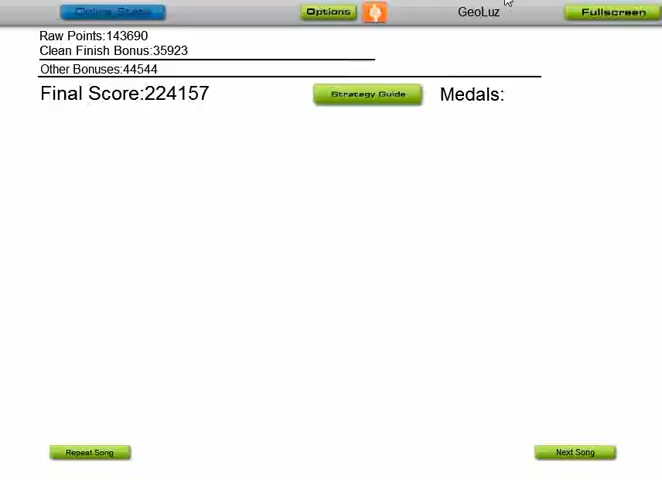 Online Stats Options GeoLuz Fullscreen
Raw Points:143690
Clean Finish Bonus:35923
Other Bonuses:44544
Final Score:224157 Strategy Guide Medals:
Repeat Song Next Song